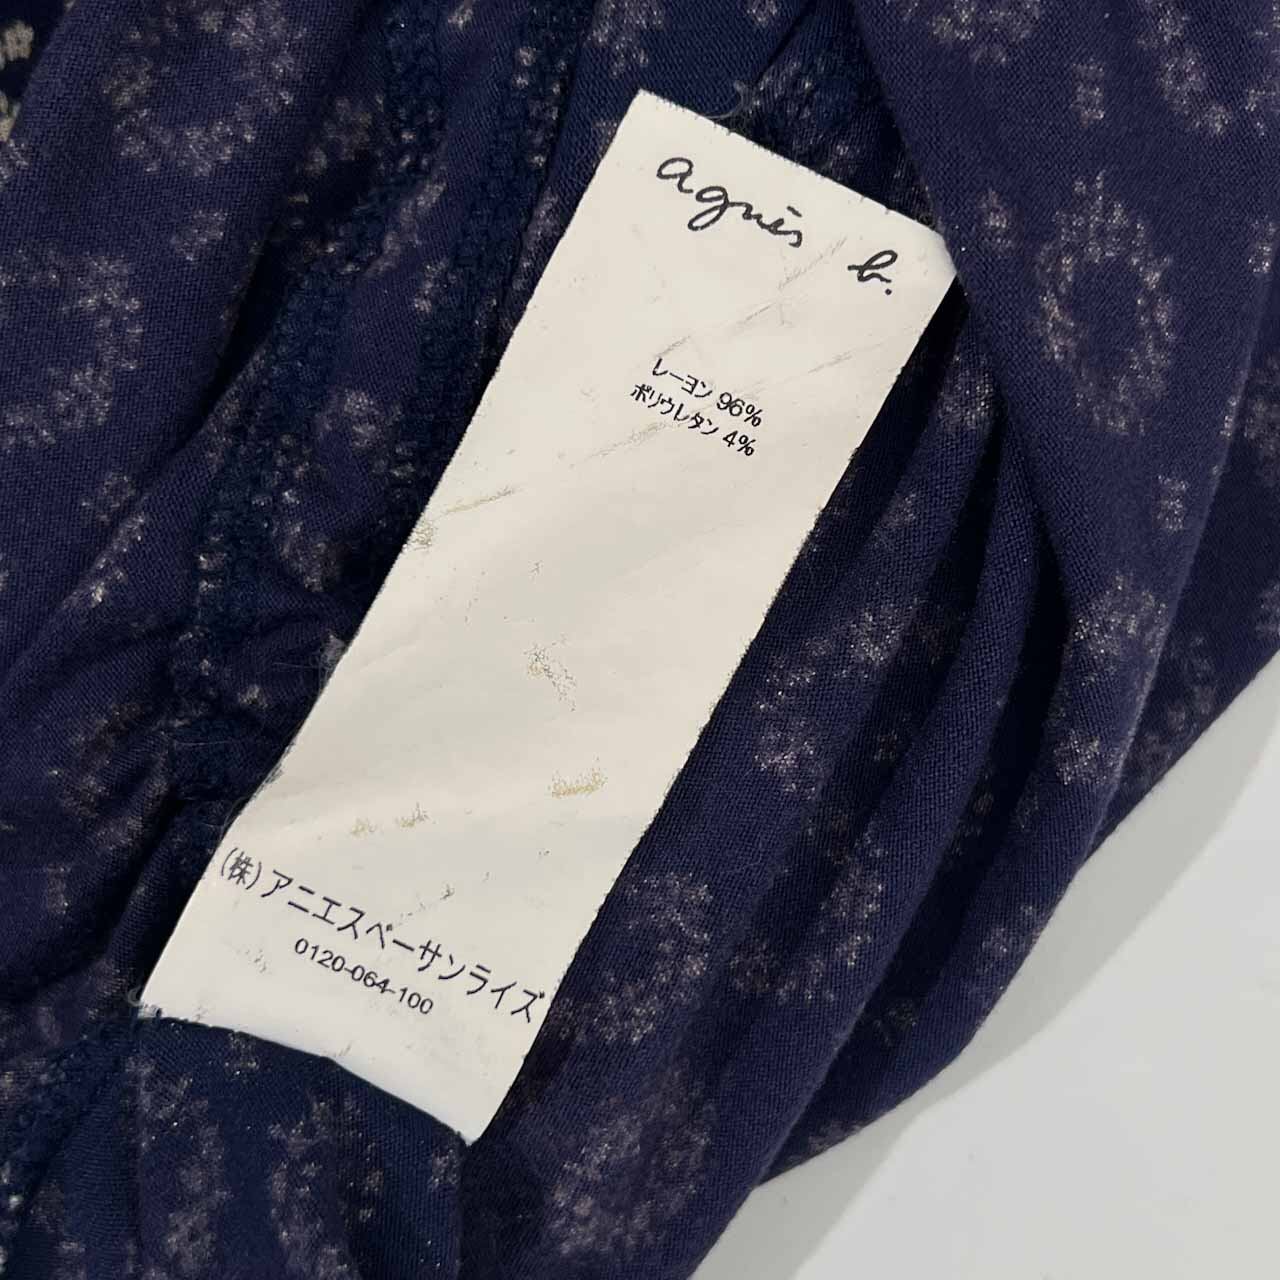 agnès b.
レーヨン 96%
ポリウレタン 4%
(株)アニエスベーサンライズ
0120-064-100